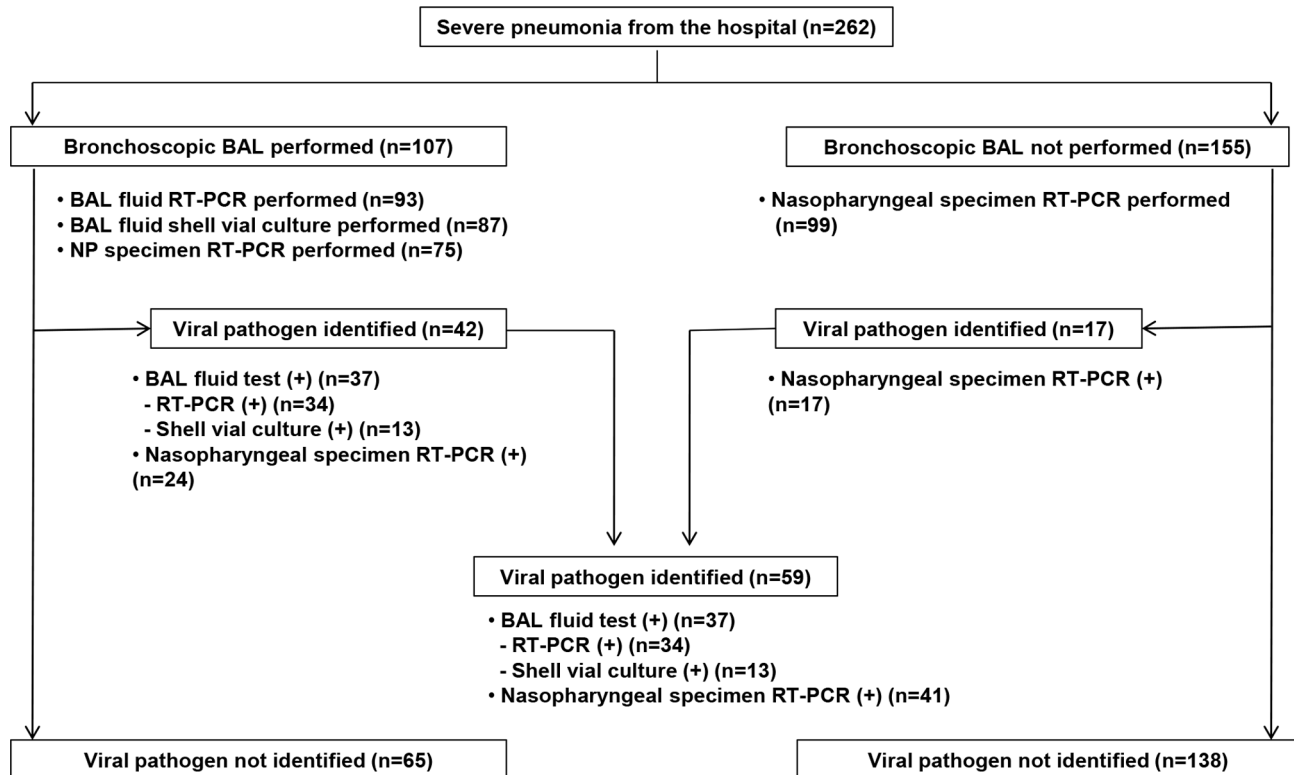 Severe pneumonia from the hospital (n=262)
Bronchoscopic BAL performed (n=107)
Bronchoscopic BAL not performed (n=155)
• BAL fluid RT-PCR performed (n=93)
• BAL fluid shell vial culture performed (n=87)
• NP specimen RT-PCR performed (n=75)
• Nasopharyngeal specimen RT-PCR performed
(n=99)
Viral pathogen identified (n=42)
Viral pathogen identified (n=17)
• BAL fluid test (+) (n=37)
- RT-PCR (+) (n=34)
- Shell vial culture (+) (n=13)
• Nasopharyngeal specimen RT-PCR (+)
(n=24)
• Nasopharyngeal specimen RT-PCR (+)
(n=17)
Viral pathogen identified (n=59)
• BAL fluid test (+) (n=37)
- RT-PCR (+) (n=34)
- Shell vial culture (+) (n=13)
• Nasopharyngeal specimen RT-PCR (+) (n=41)
Viral pathogen not identified (n=65)
Viral pathogen not identified (n=138)